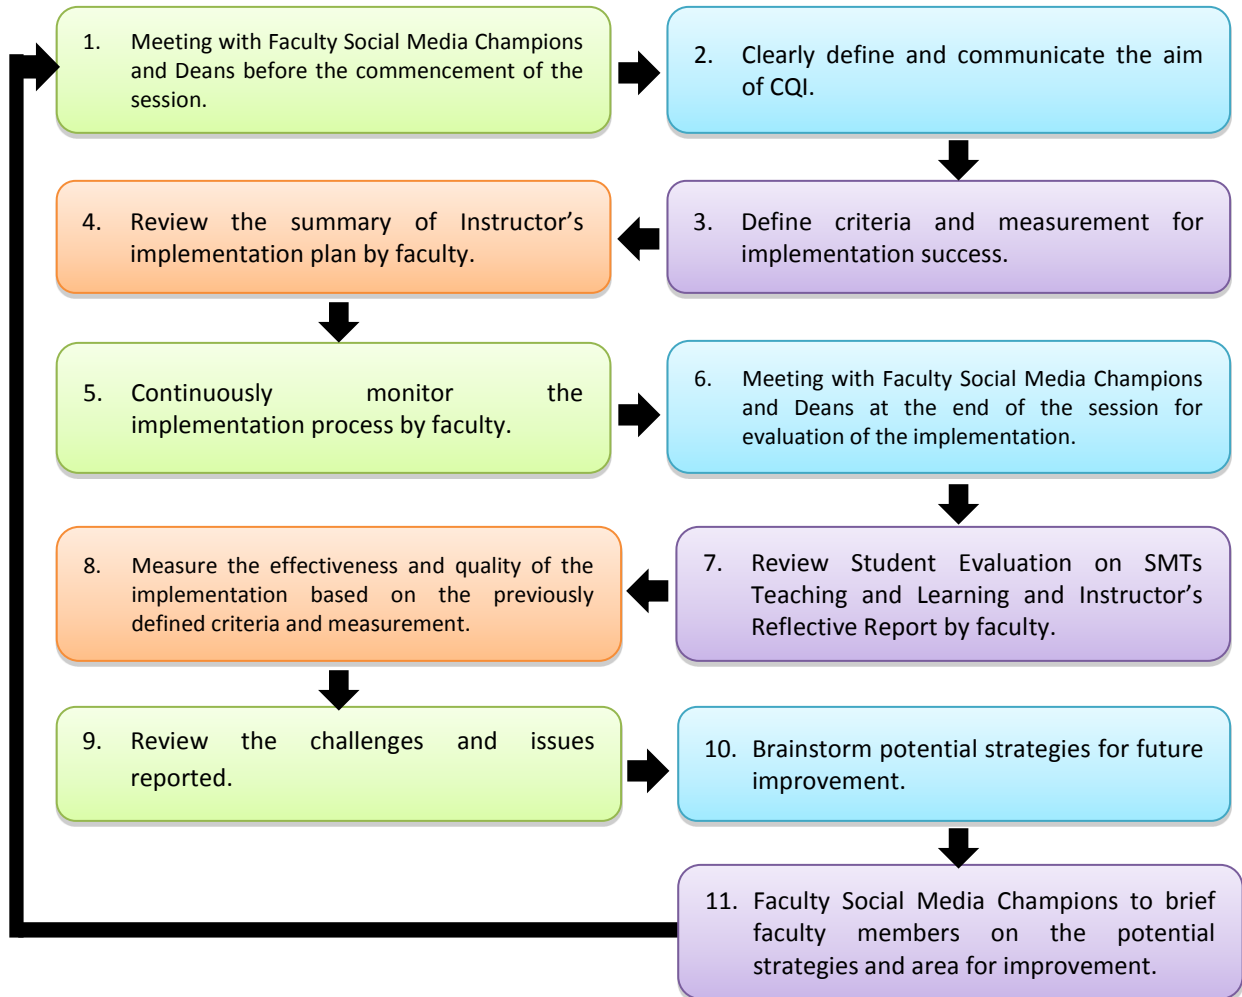 1. Meeting with Faculty Social Media Champions
and Deans before the commencement of the
session.
2. Clearly define and communicate the aim
of CQI.
3. Define criteria and measurement for
implementation success.
4. Review the summary of Instructor’s
implementation plan by faculty.
5. Continuously monitor the
implementation process by faculty.
6. Meeting with Faculty Social Media Champions
and Deans at the end of the session for
evaluation of the implementation.
7. Review Student Evaluation on SMTs
Teaching and Learning and Instructor’s
Reflective Report by faculty.
8. Measure the effectiveness and quality of the
implementation based on the previously
defined criteria and measurement.
9. Review the challenges and issues
reported.
10. Brainstorm potential strategies for future
improvement.
11. Faculty Social Media Champions to brief
faculty members on the potential
strategies and area for improvement.